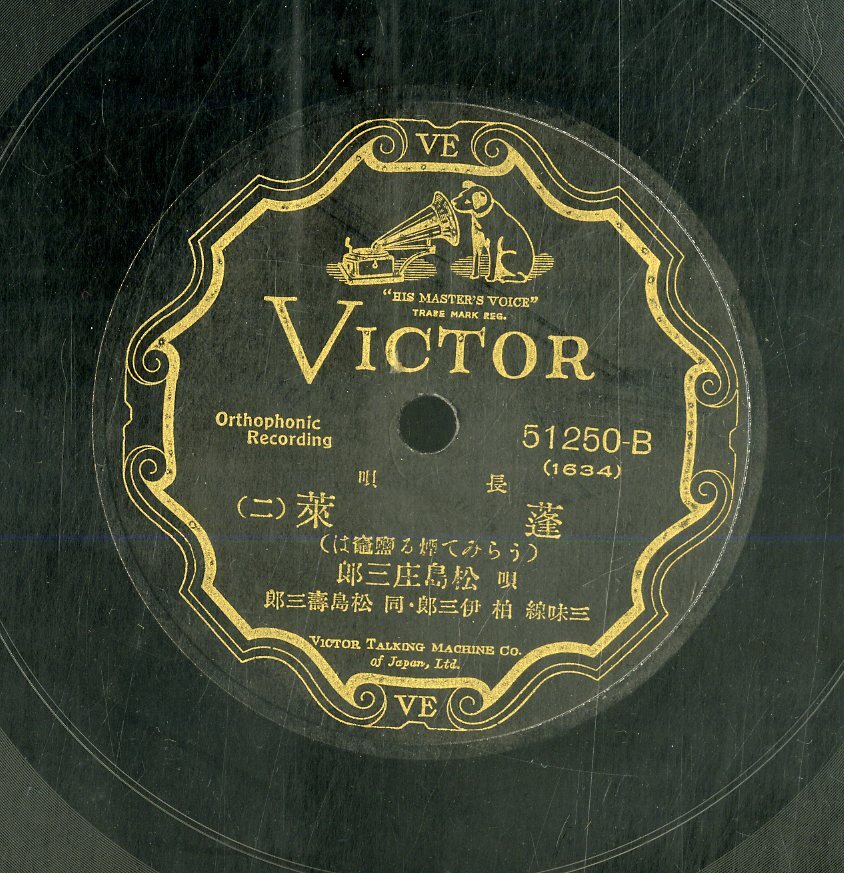 VE
"HIS MASTER'S VOICE"
TRADE MARK REG.
VICTOR
Orthophonic
Recording
51250-B
(1634)
長唄
蓬萊(二)
(うらみて煙る鹽竈は)
唄 松島庄三郎
三味線 柏 伊三郎・同 松島壽三郎
VICTOR TALKING MACHINE CO.
of Japan, Ltd.
VE